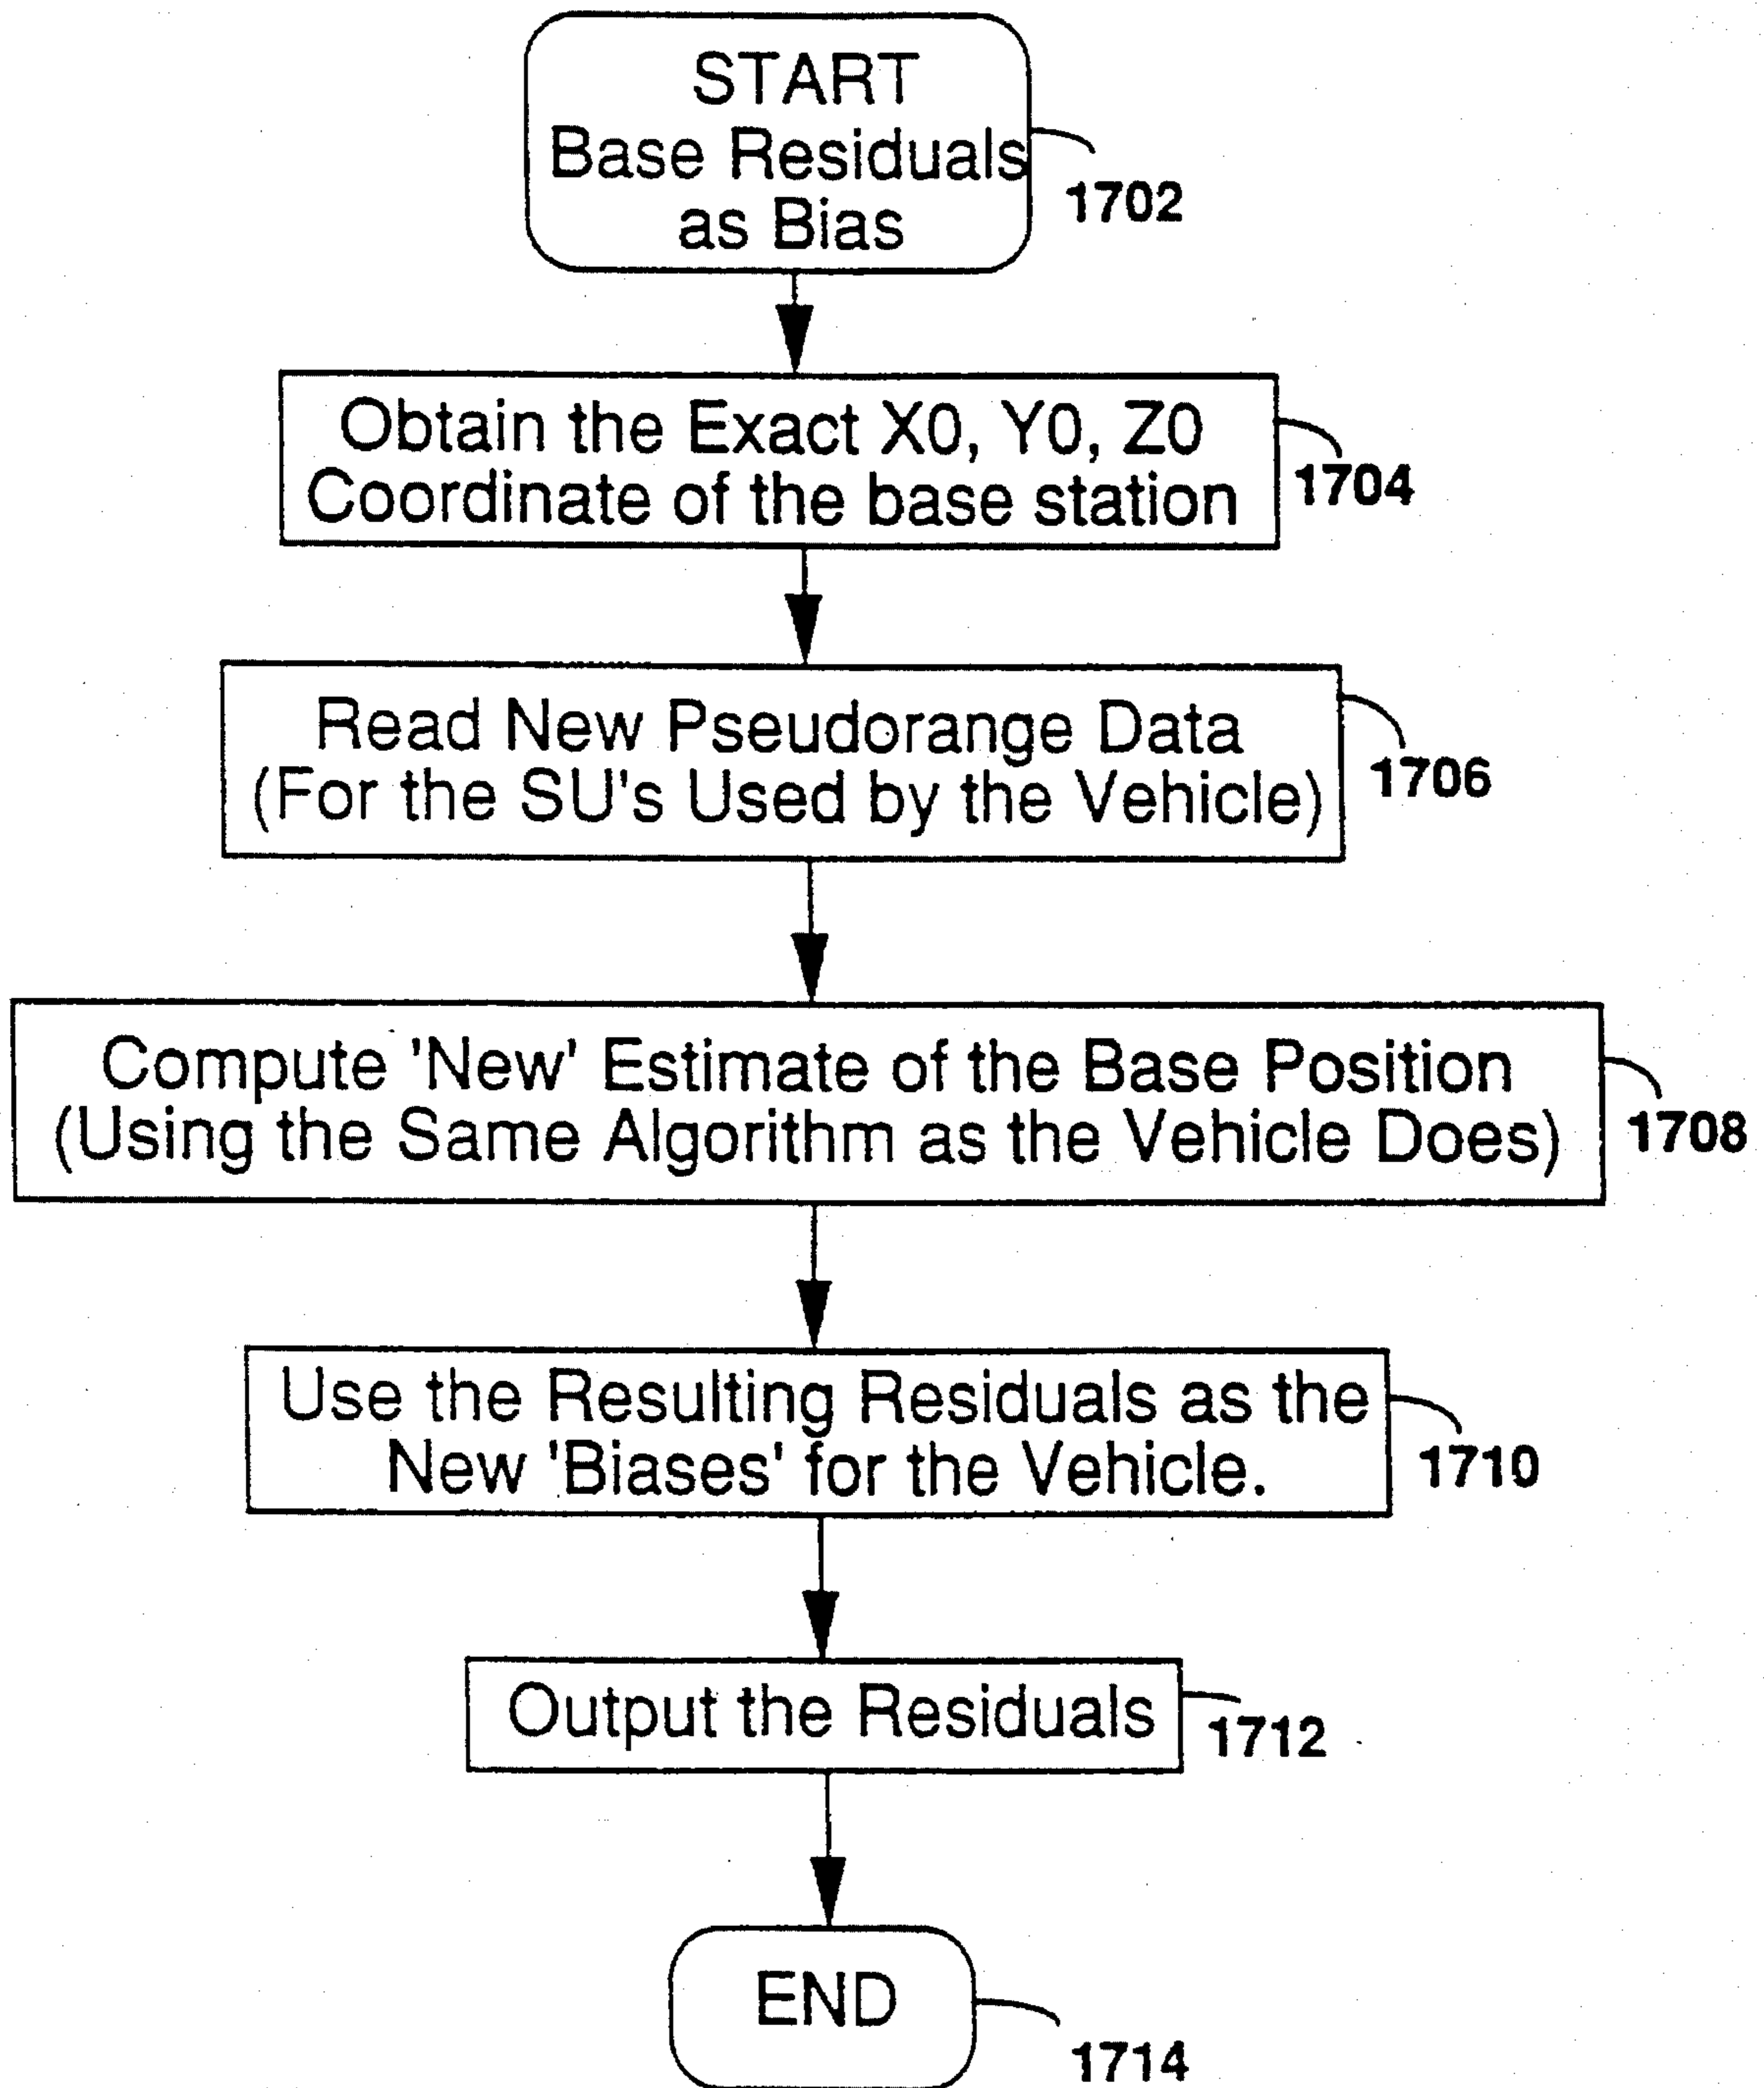 START
Base Residuals
as Bias
1702
Obtain the Exact X0, Y0, Z0
Coordinate of the base station
1704
Read New Pseudorange Data
(For the SU's Used by the Vehicle)
1706
Compute 'New' Estimate of the Base Position
(Using the Same Algorithm as the Vehicle Does)
1708
Use the Resulting Residuals as the
New 'Biases' for the Vehicle.
1710
Output the Residuals
1712
END
1714